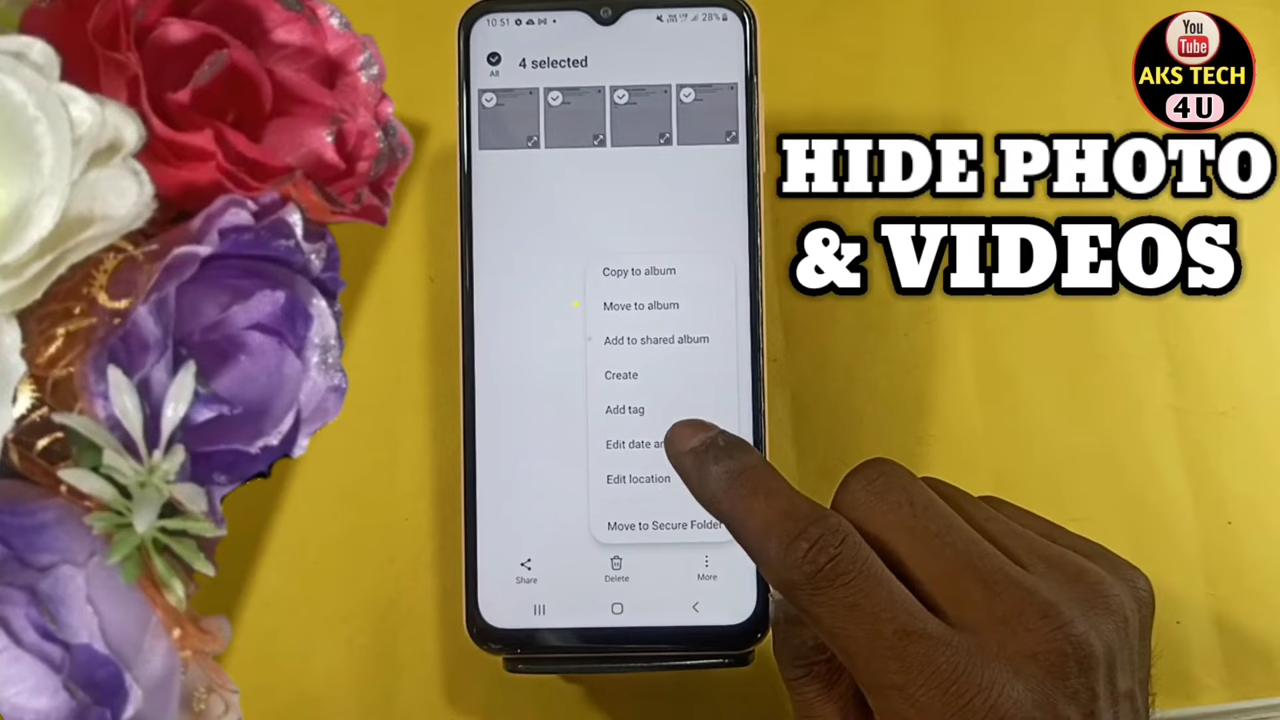 10:51
28%
All
4 selected
Copy to album
Move to album
Add to shared album
Create
Add tag
Edit date
Edit location
Move to Secure Folder
Share
Delete
More
You
Tube
AKS TECH
4U
HIDE PHOTO
& VIDEOS